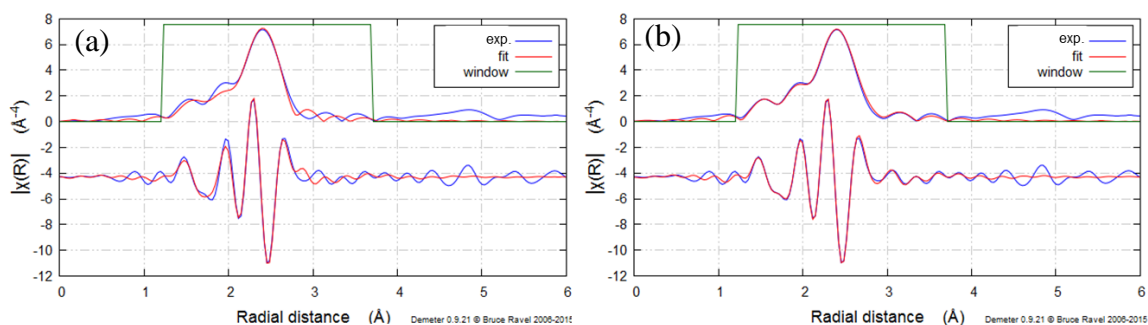 (a)
exp.
fit
window
|χ(R)| (Å⁻⁴)
8
6
4
2
0
-2
-4
-6
-8
-10
-12
0 1 2 3 4 5 6
Radial distance (Å)
Demeter 0.9.21 © Bruce Ravel 2006-2015
(b)
exp.
fit
window
|χ(R)| (Å⁻⁴)
8
6
4
2
0
-2
-4
-6
-8
-10
-12
0 1 2 3 4 5 6
Radial distance (Å)
Demeter 0.9.21 © Bruce Ravel 2006-2015